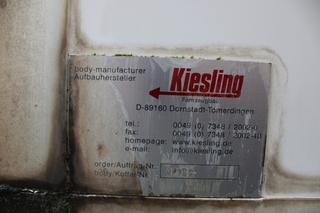 body-manufacturer
Aufbauhersteller
Kiesling
Fahrzeugbau
D-89160 Dornstadt-Tomerdingen
tel.: 0049 (0) 7348 / 2002-0
fax: 0049 (0) 7348 / 2002-40
homepage: www.kiesling.de
e-mail: info@kiesling.de
order/Auftrag-Nr.
body/Koffer-Nr.